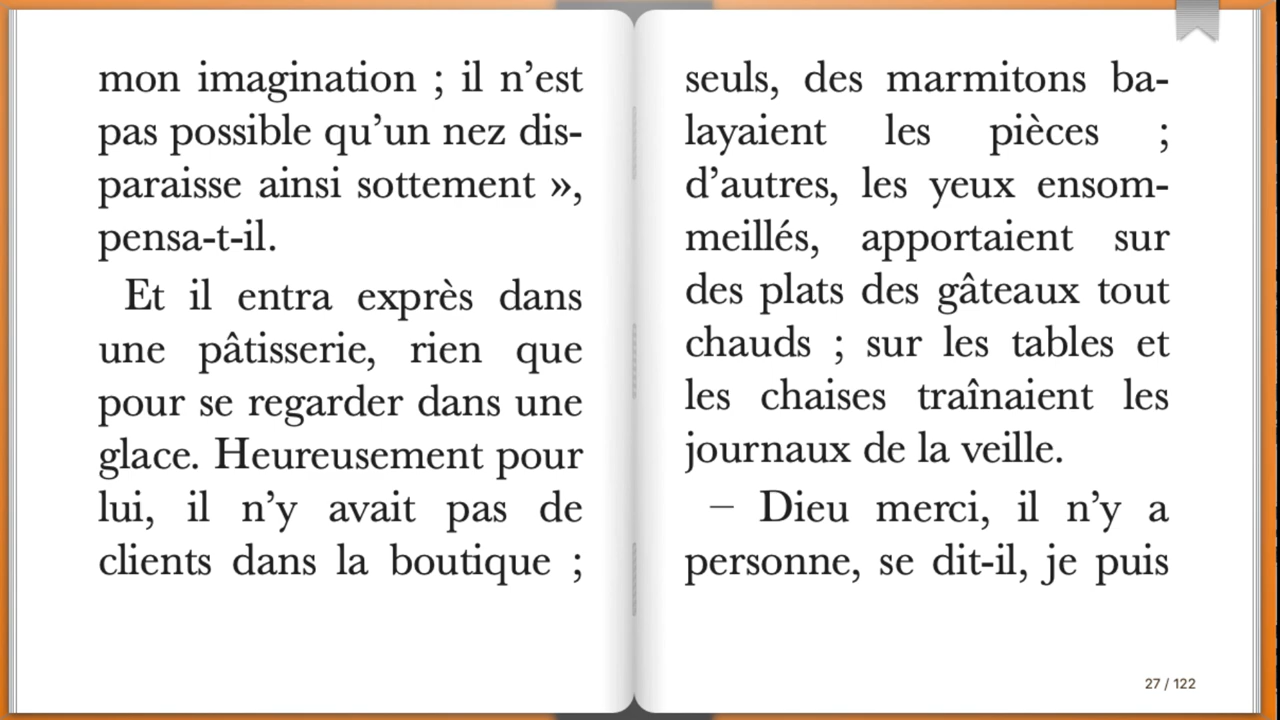 mon imagination ; il n’est
pas possible qu’un nez dis-
paraisse ainsi sottement »,
pensa-t-il.
Et il entra exprès dans
une pâtisserie, rien que
pour se regarder dans une
glace. Heureusement pour
lui, il n’y avait pas de
clients dans la boutique ;
seuls, des marmitons ba-
layaient les pièces ;
d’autres, les yeux ensom-
meillés, apportaient sur
des plats des gâteaux tout
chauds ; sur les tables et
les chaises traînaient les
journaux de la veille.
– Dieu merci, il n’y a
personne, se dit-il, je puis
27 / 122